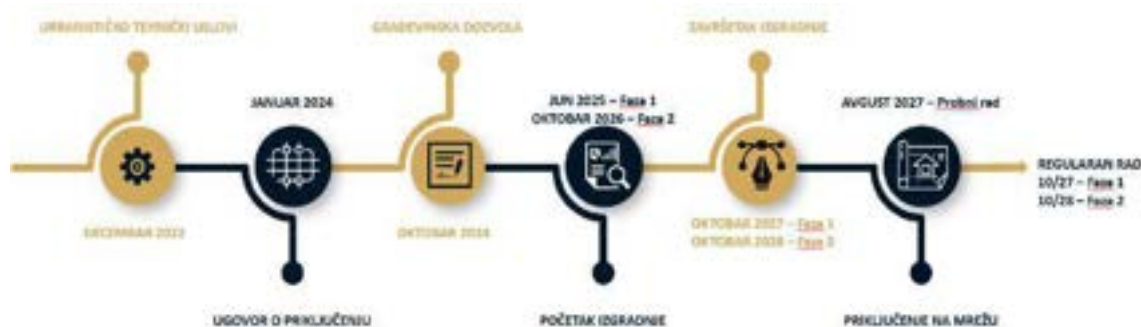 URBANISTIČKO TEHNIČKI USLOVI
DECEMBAR 2022
JANUAR 2024
UGOVOR O PRIKLJUČENJU
GRAĐEVINSKA DOZVOLA
OKTOBAR 2024
JUN 2025 – Faza 1
OKTOBAR 2026 – Faza 2
POČETAK IZGRADNJE
ZAVRŠETAK IZGRADNJE
OKTOBAR 2027 – Faza 1
OKTOBAR 2028 – Faza 2
AVGUST 2027 – Probni rad
PRIKLJUČENJE NA MREŽU
REGULARAN RAD
10/27 – Faza 1
10/28 – Faza 2